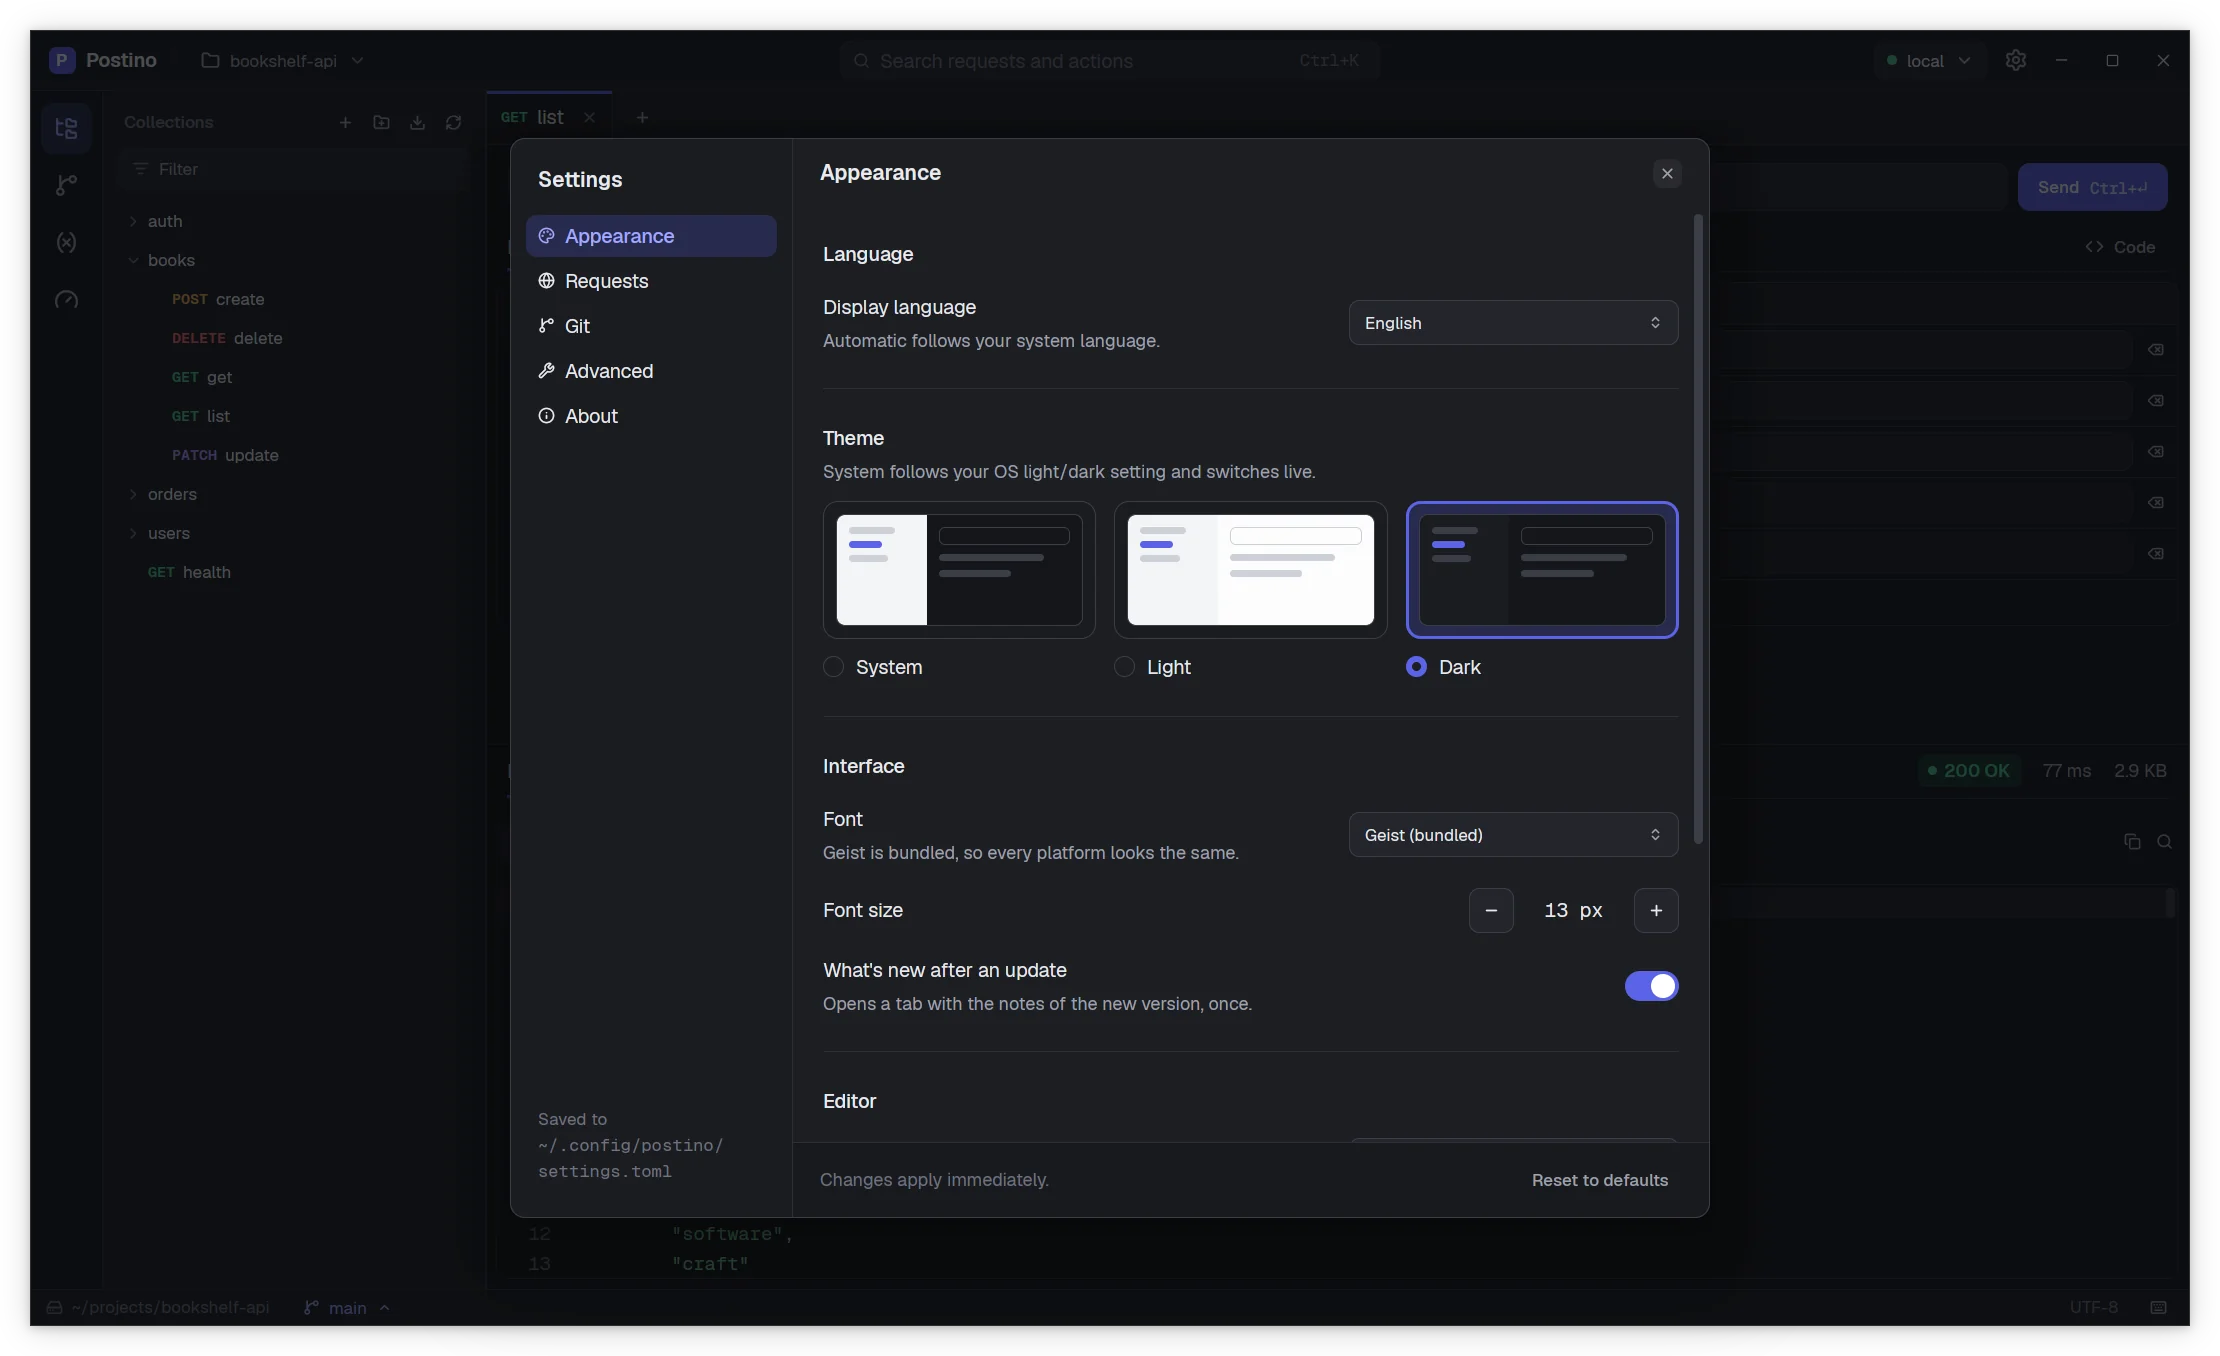 P Postino
bookshelf-api
Search requests and actions Ctrl+K
local
Collections
GET list
Filter
Send Ctrl+↵
Code
auth
books
POST create
DELETE delete
GET get
GET list
PATCH update
orders
users
GET health
Settings
Appearance
Requests
Git
Advanced
About
Saved to
~/.config/postino/
settings.toml
Appearance
Language
Display language
Automatic follows your system language.
English
Theme
System follows your OS light/dark setting and switches live.
System
Light
Dark
Interface
Font
Geist is bundled, so every platform looks the same.
Geist (bundled)
Font size
13 px
What's new after an update
Opens a tab with the notes of the new version, once.
Editor
Changes apply immediately.
Reset to defaults
200 OK 77 ms 2.9 KB
12 "software",
13 "craft"
~/projects/bookshelf-api
main
UTF-8